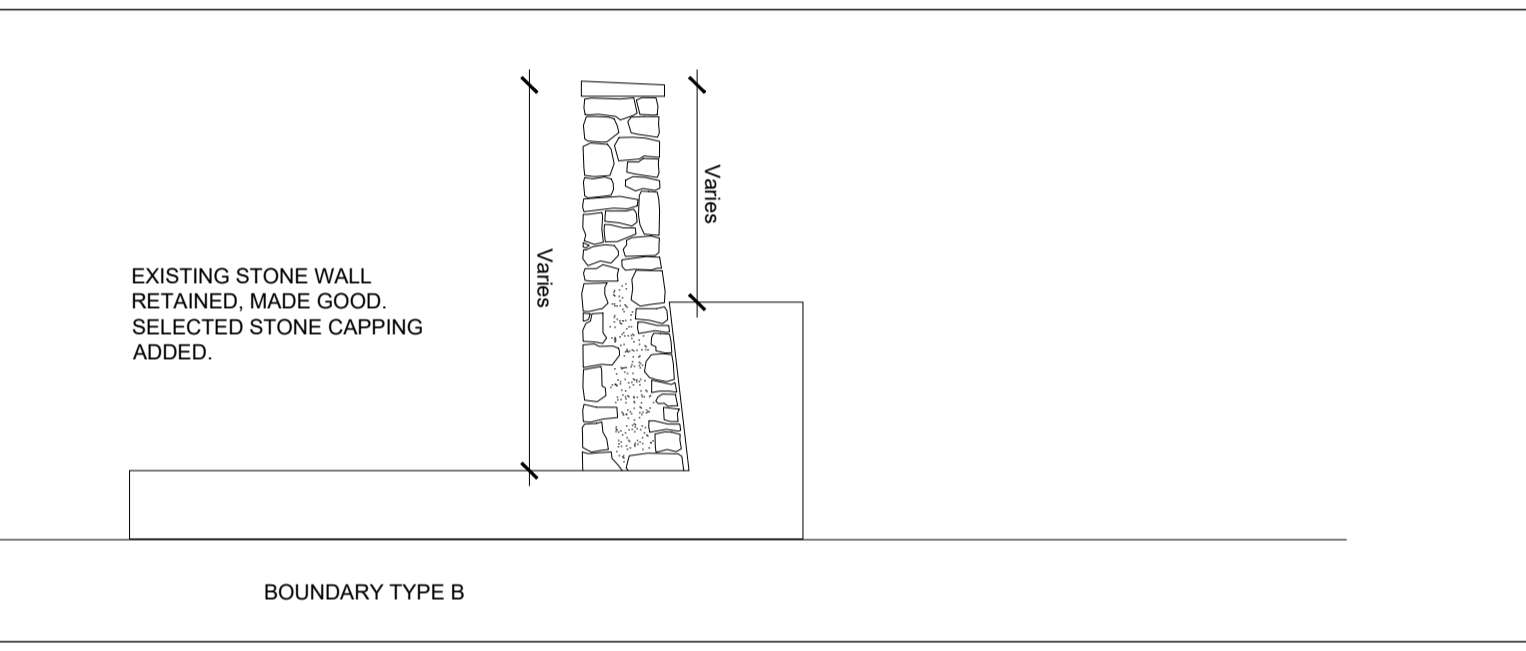 EXISTING STONE WALL
RETAINED, MADE GOOD.
SELECTED STONE CAPPING
ADDED.
Varies
Varies
BOUNDARY TYPE B